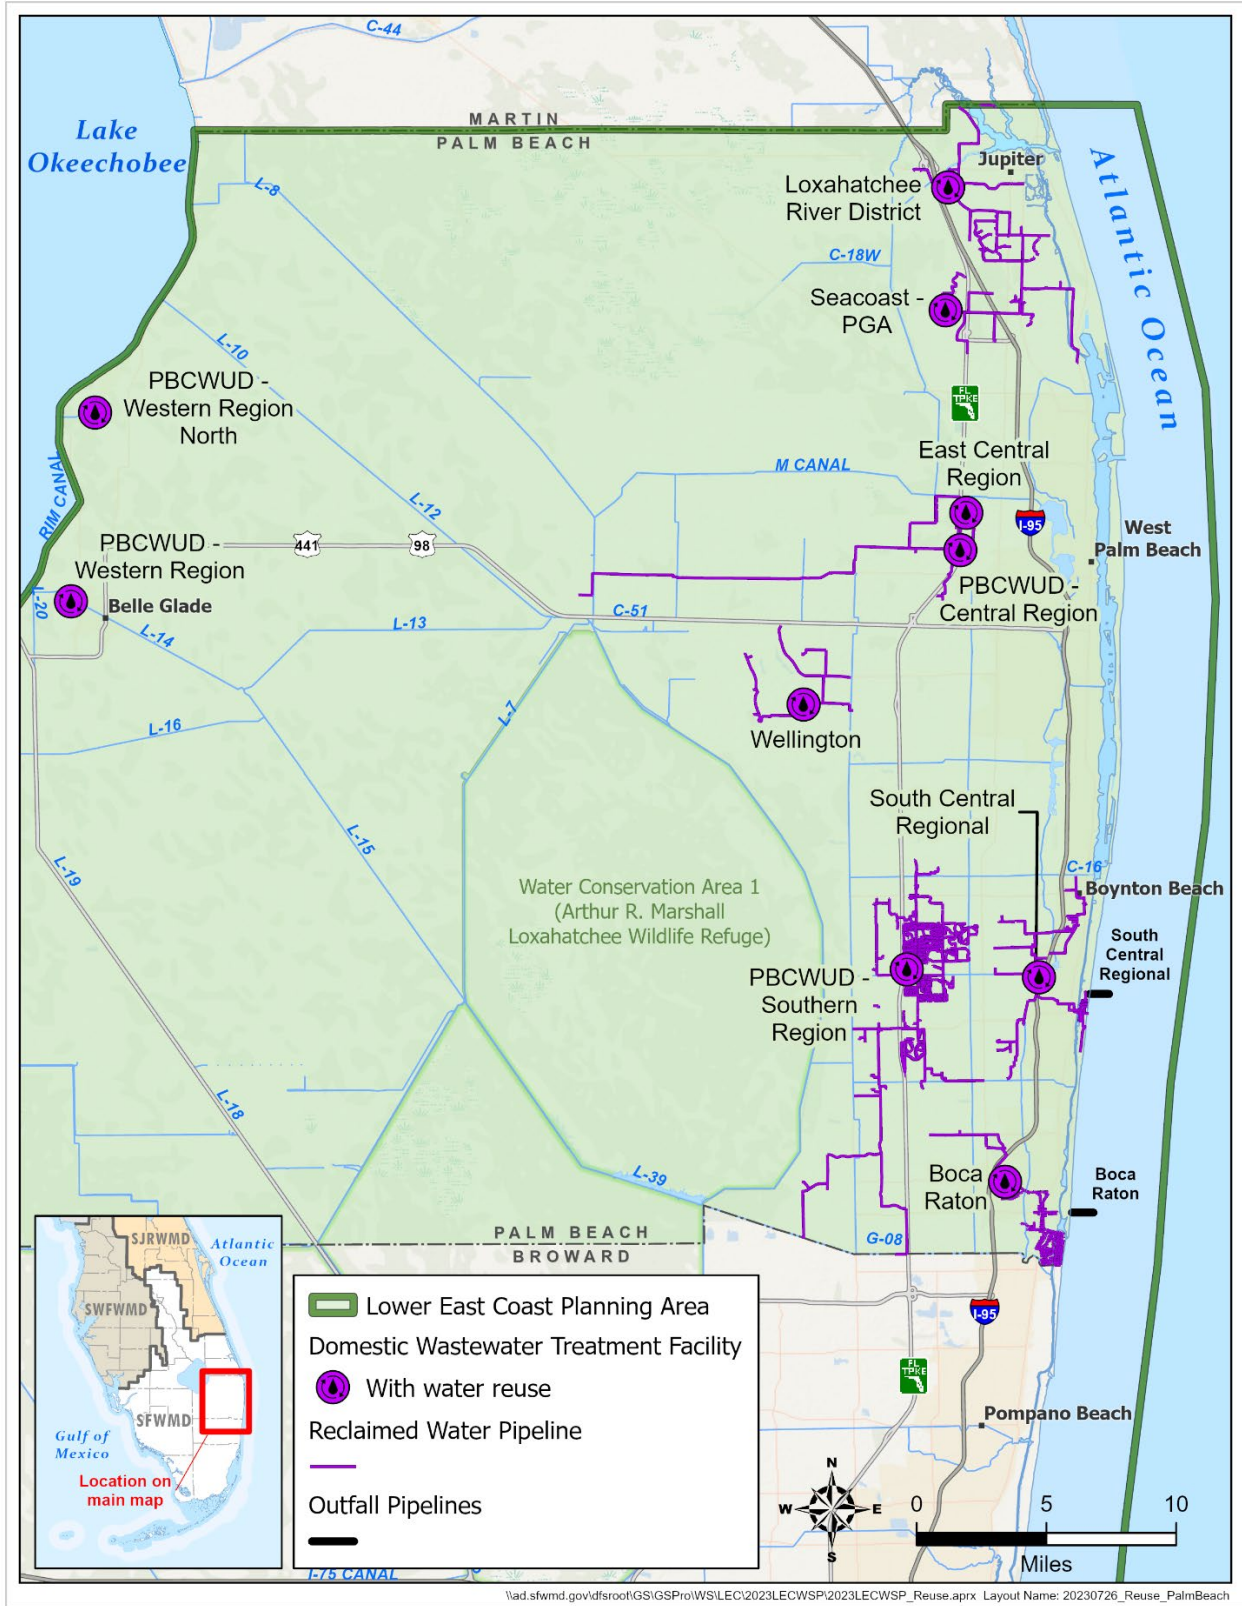 C-44
Lake
Okeechobee
MARTIN
PALM BEACH
Jupiter
Atlantic Ocean
L-8
Loxahatchee
River District
C-18W
Seacoast -
PGA
L-10
PBCWUD -
Western Region
North
FL
TPKE
East Central
Region
M CANAL
RIM CANAL
L-12
I-95
West
Palm Beach
441
98
PBCWUD -
Western Region
PBCWUD -
Central Region
L-20
Belle Glade
C-51
L-13
L-14
L-7
L-16
Wellington
South Central
Regional
L-15
L-19
C-16
Boynton Beach
Water Conservation Area 1
(Arthur R. Marshall
Loxahatchee Wildlife Refuge)
South
Central
Regional
PBCWUD -
Southern
Region
L-18
L-39
Boca
Raton
Boca
Raton
PALM BEACH
BROWARD
G-08
SJRWMD
Atlantic
Ocean
SWFWMD
SFWMD
Gulf of
Mexico
Location on
main map
Lower East Coast Planning Area
Domestic Wastewater Treatment Facility
With water reuse
Reclaimed Water Pipeline
Outfall Pipelines
I-95
FL
TPKE
Pompano Beach
N
W
E
S
0
5
10
Miles
I-75 CANAL
\\ad.sfwmd.gov\dfsroot\GS\GSPro\WS\LEC\2023LECWSP\2023LECWSP_Reuse.aprx Layout Name: 20230726_Reuse_PalmBeach